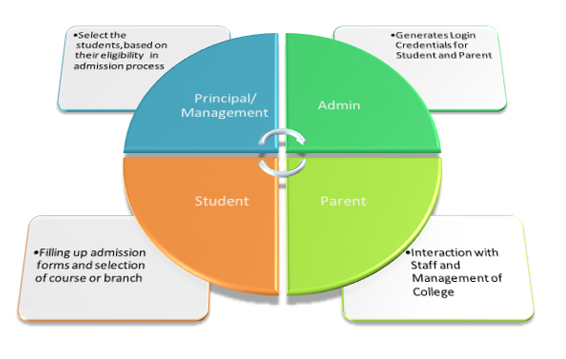 •Select the
students,based on
their eligibility in
admission process
•Generates Login
Credentials for
Student and Parent
Principal/
Management
Admin
Student
Parent
•Filling up admission
forms and selection
of course or branch
•Interaction with
Staff and
Management of
College